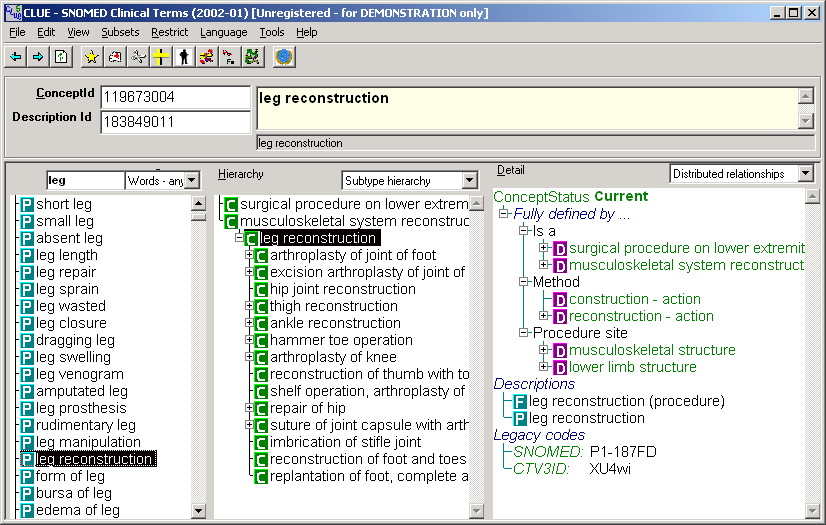 CLUE - SNOMED Clinical Terms (2002-01) [Unregistered - for DEMONSTRATION only]
File Edit View Subsets Restrict Language Tools Help
ConceptId 119673004
Description Id 183849011
leg reconstruction
leg reconstruction
leg Words - any
short leg
small leg
absent leg
leg length
leg repair
leg sprain
leg wasted
leg closure
dragging leg
leg swelling
leg venogram
amputated leg
leg prosthesis
rudimentary leg
leg manipulation
leg reconstruction
form of leg
bursa of leg
edema of leg
Hierarchy Subtype hierarchy
surgical procedure on lower extrem
musculoskeletal system reconstruc
leg reconstruction
arthroplasty of joint of foot
excision arthroplasty of joint of
hip joint reconstruction
thigh reconstruction
ankle reconstruction
hammer toe operation
arthroplasty of knee
reconstruction of thumb with to
shelf operation, arthroplasty of
repair of hip
suture of joint capsule with arth
imbrication of stifle joint
reconstruction of foot and toes
replantation of foot, complete a
Detail Distributed relationships
ConceptStatus Current
Fully defined by ...
Is a
D surgical procedure on lower extremit
D musculoskeletal system reconstruct
Method
D construction - action
D reconstruction - action
Procedure site
D musculoskeletal structure
D lower limb structure
Descriptions
F leg reconstruction (procedure)
P leg reconstruction
Legacy codes
SNOMED: P1-187FD
CTV3ID: XU4wi